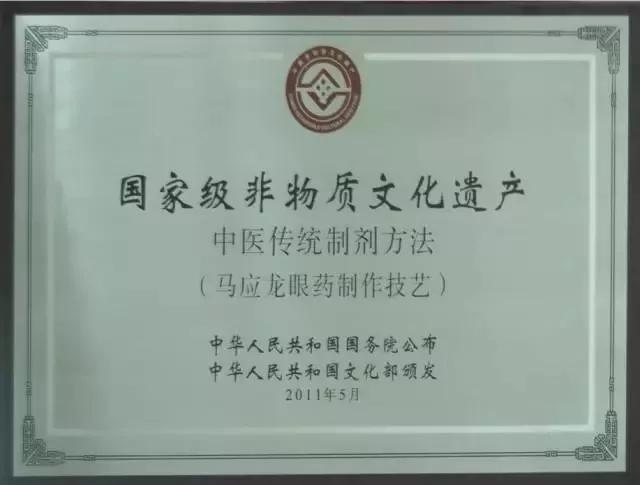 国家级非物质文化遗产
中医传统制剂方法
（马应龙眼药制作技艺）
中华人民共和国国务院公布
中华人民共和国文化部颁发
2011年5月